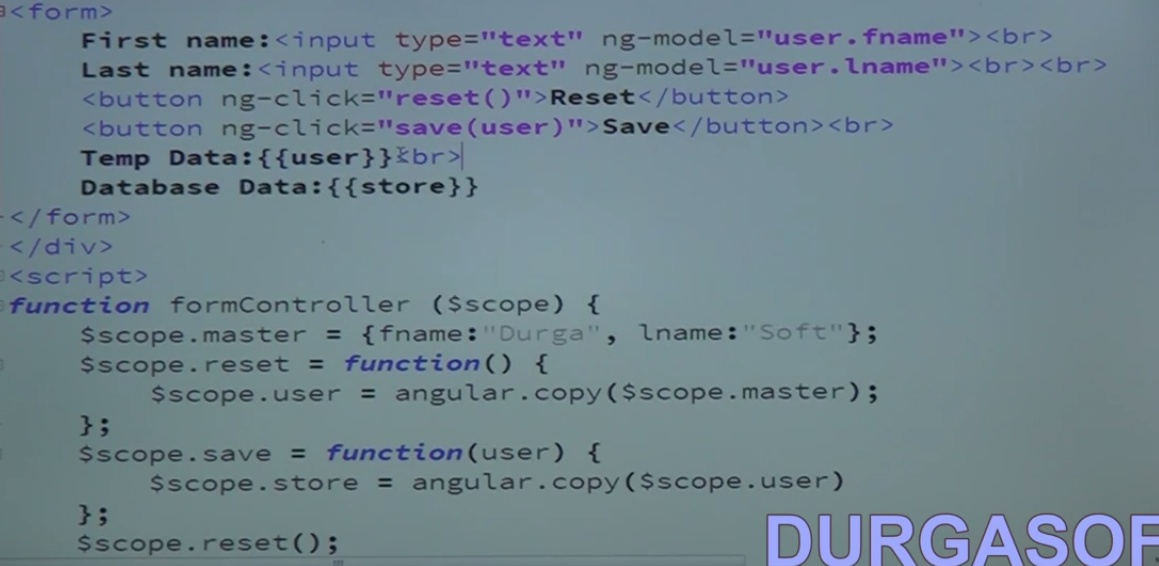 <form>
First name:<input type="text" ng-model="user.fname"><br>
Last name:<input type="text" ng-model="user.lname"><br><br>
<button ng-click="reset()">Reset</button>
<button ng-click="save(user)">Save</button><br>
Temp Data:{{user}}<br>
Database Data:{{store}}
</form>
</div>
<script>
function formController ($scope) {
$scope.master = {fname:"Durga", lname:"Soft"};
$scope.reset = function() {
$scope.user = angular.copy($scope.master);
};
$scope.save = function(user) {
$scope.store = angular.copy($scope.user)
};
$scope.reset();
DURGASOF